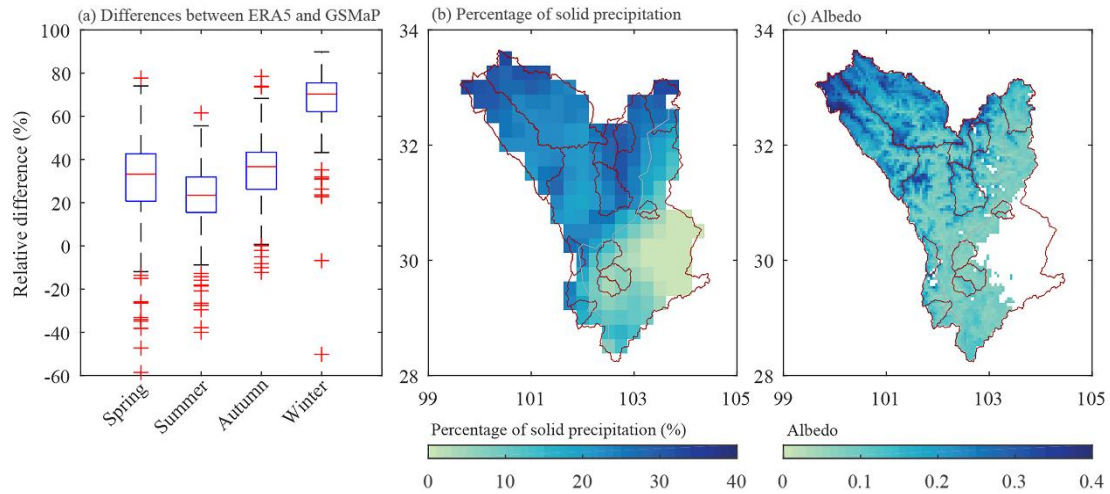 (a) Differences between ERA5 and GSMaP
(b) Percentage of solid precipitation
(c) Albedo
Relative difference (%)
100
80
60
40
20
0
-20
-40
-60
Spring
Summer
Autumn
Winter
34
32
30
28
99 101 103 105
34
32
30
28
99 101 103 105
Percentage of solid precipitation (%)
0 10 20 30 40
Albedo
0 0.1 0.2 0.3 0.4